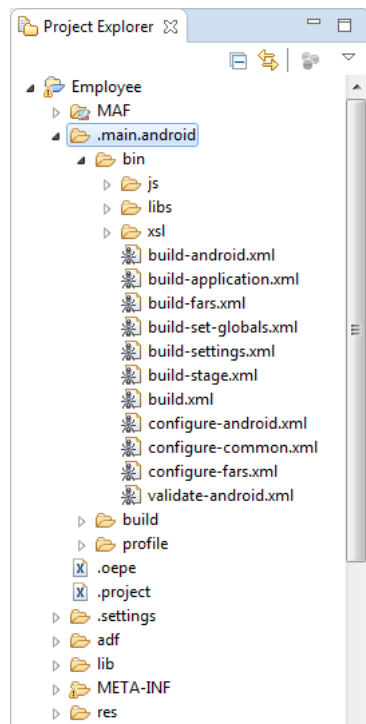 Project Explorer
Employee
MAF
.main.android
bin
js
libs
xsl
build-android.xml
build-application.xml
build-fars.xml
build-set-globals.xml
build-settings.xml
build-stage.xml
build.xml
configure-android.xml
configure-common.xml
configure-fars.xml
validate-android.xml
build
profile
.oepe
.project
.settings
adf
lib
META-INF
res